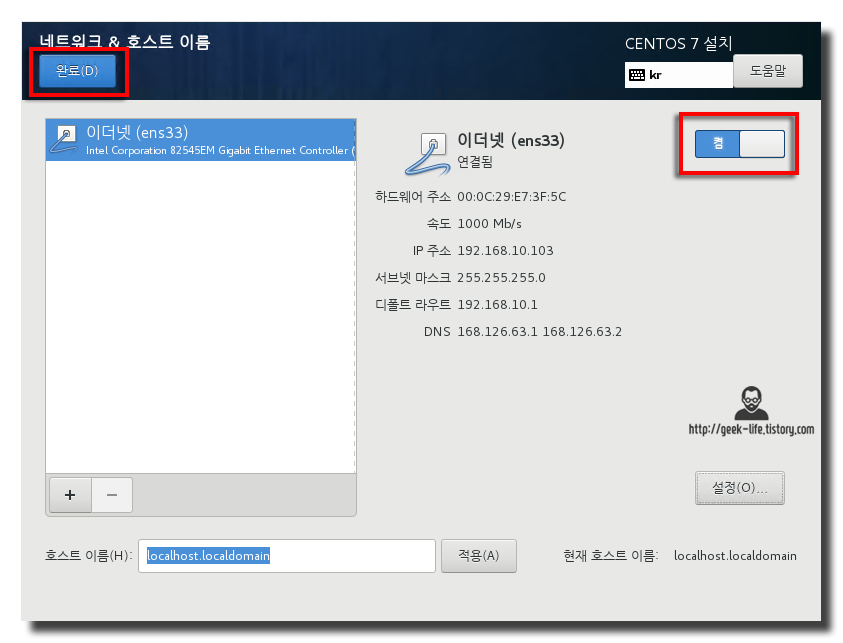 네트워크 & 호스트 이름
CENTOS 7 설치
완료(D)
kr
도움말
이더넷 (ens33)
Intel Corporation 82545EM Gigabit Ethernet Controller (
이더넷 (ens33)
연결됨
켬
하드웨어 주소 00:0C:29:E7:3F:5C
속도 1000 Mb/s
IP 주소 192.168.10.103
서브넷 마스크 255.255.255.0
디폴트 라우트 192.168.10.1
DNS 168.126.63.1 168.126.63.2
http://geek-life.tistory.com
+ −
설정(O)...
호스트 이름(H): localhost.localdomain 적용(A) 현재 호스트 이름: localhost.localdomain